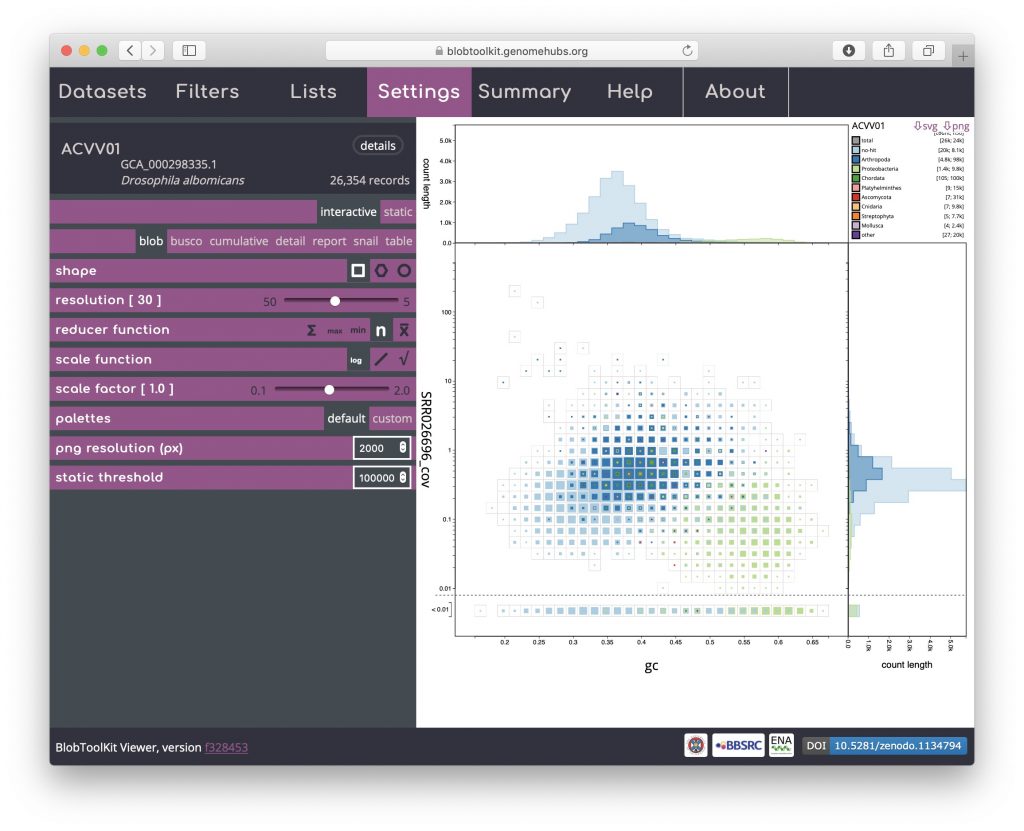 blobtoolkit.genomehubs.org
Datasets Filters Lists Settings Summary Help About
ACVV01 details
GCA_000298335.1
Drosophila albomicans 26,354 records
interactive static
blob busco cumulative detail report snail table
shape
resolution [ 30 ] 50 5
reducer function Σ max min n x̅
scale function log / √
scale factor [ 1.0 ] 0.1 2.0
palettes default custom
png resolution (px) 2000
static threshold 100000
count length
5.0k
4.0k
3.0k
2.0k
1.0k
0.0
ACVV01 svg png
total [26k; 24k]
no-hit [20k; 8.1k]
Arthropoda [4.8k; 98k]
Proteobacteria [1.4k; 9.8k]
Chordata [105; 100k]
Platyhelminthes [9; 15k]
Ascomycota [7; 31k]
Cnidaria [7; 9.8k]
Streptophyta [5; 7.7k]
Mollusca [4; 2.4k]
other [27; 20k]
SRR026696_cov
100
10
1
0.1
0.01
< 0.01
0.2 0.25 0.3 0.35 0.4 0.45 0.5 0.55 0.6 0.65
gc
0.0 1.0k 2.0k 3.0k 4.0k 5.0k
count length
BlobToolKit Viewer, version f328453
BBSRC ENA DOI 10.5281/zenodo.1134794